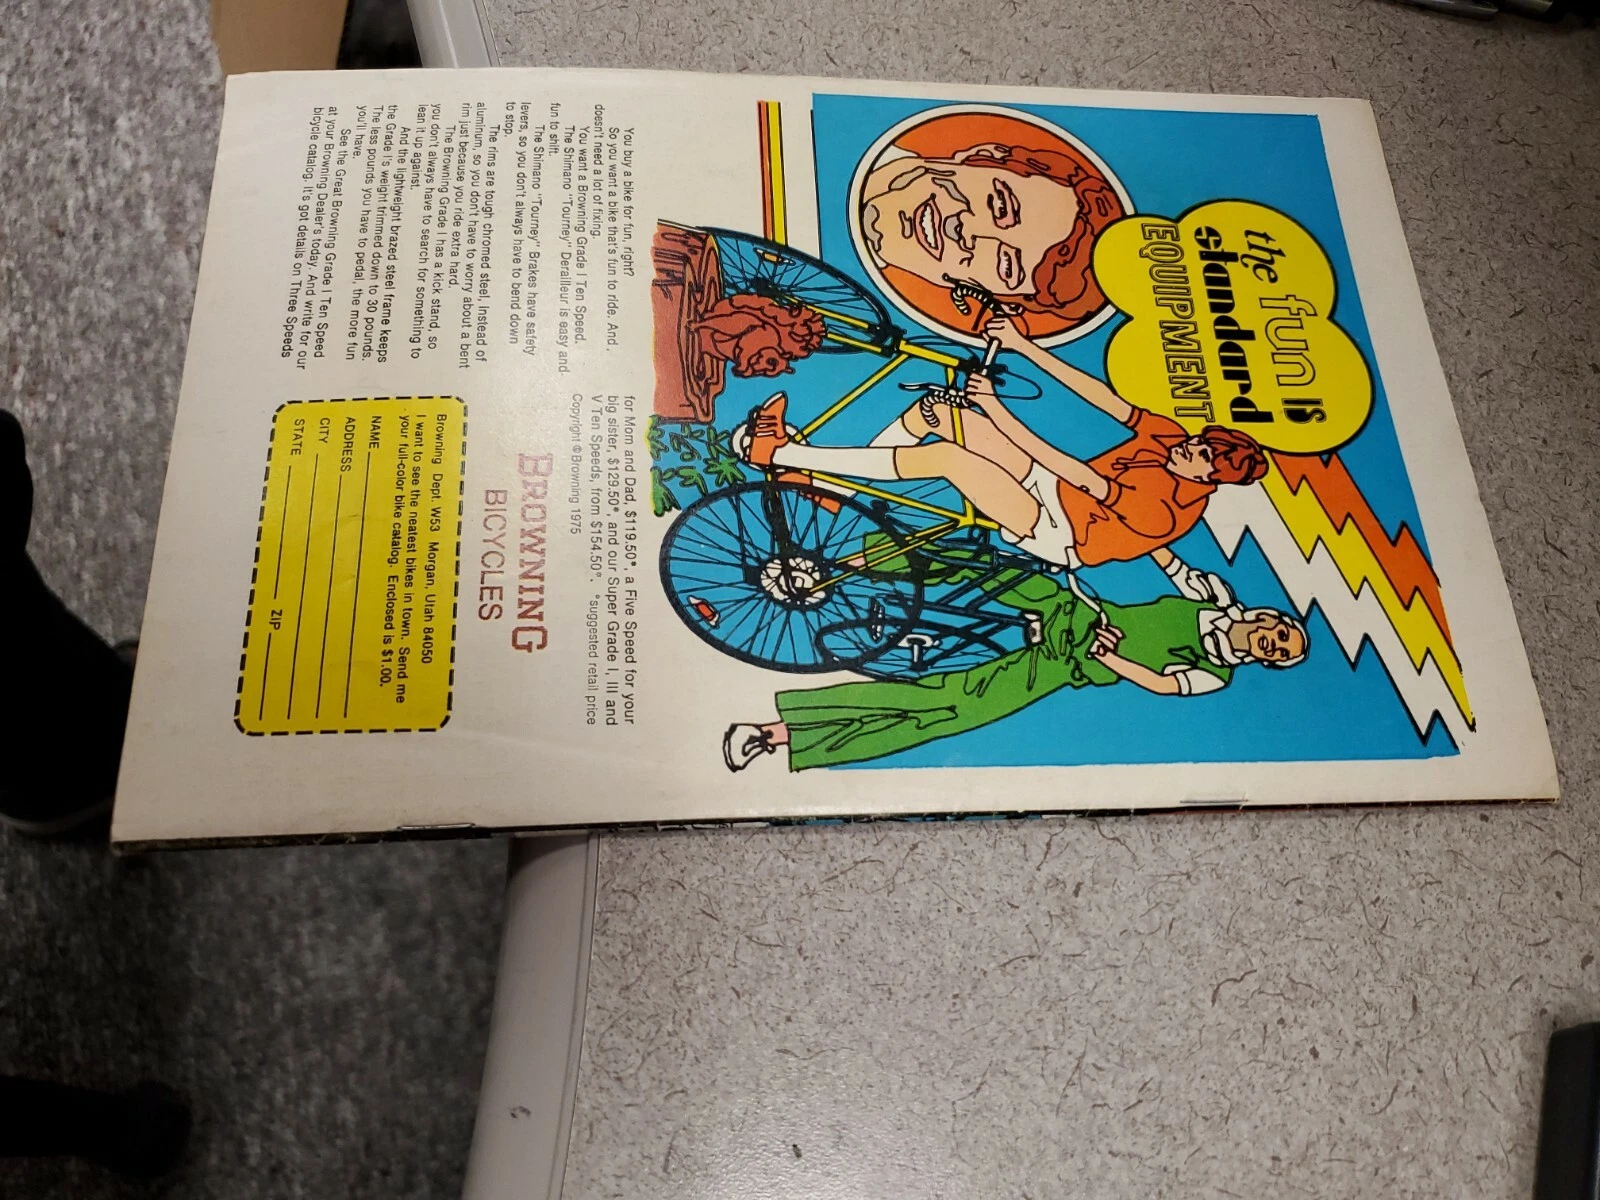 the fun IS
standard
EQUIPMENT
You buy a bike for fun, right?
So you want a bike that's fun to ride. And,
doesn't need a lot of fixing.
You want a Browning Grade I Ten Speed.
The Shimano "Tourney" Derailleur is easy and
fun to shift.
The Shimano "Tourney" Brakes have safety
levers, so you don't always have to bend down
to stop.
The rims are tough chromed steel, instead of
aluminum, so you don't have to worry about a bent
rim just because you ride extra hard.
The Browning Grade I has a kick stand, so
you don't always have to search for something to
lean it up against.
And the lightweight brazed steel frame keeps
the Grade I's weight trimmed down to 30 pounds.
The less pounds you have to pedal, the more fun
you'll have.
See the Great Browning Grade I Ten Speed
at your Browning Dealer's today. And write for our
bicycle catalog. It's got details on Three Speeds
for Mom and Dad, $119.50*, a Five Speed for your
big sister, $129.50*, and our Super Grade I, III and
V Ten Speeds, from $154.50*. *suggested retail price
Copyright © Browning 1975
BROWNING
BICYCLES
Browning Dept. W53 Morgan, Utah 84050
I want to see the neatest bikes in town. Send me
your full-color bike catalog. Enclosed is $1.00.
NAME
ADDRESS
CITY
STATE ZIP